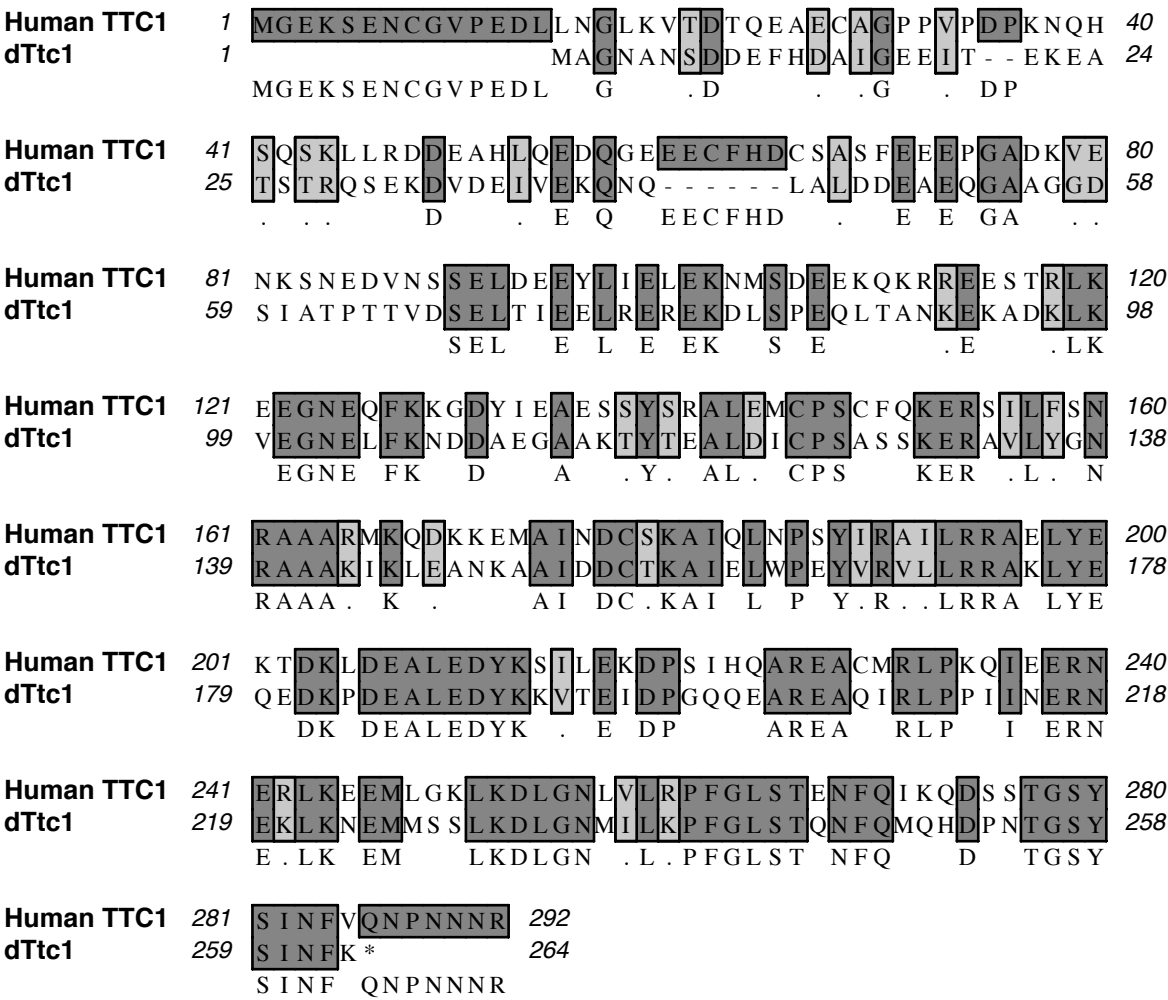 Human TTC1 1 MGEKSENCGVPEDLLNGLKVTDTQEAECAGPPVPDPKNQH 40
dTtc1 1 MAGNANSDDEFHDAIGEEIT--EKEA 24
MGEKSENCGVPEDL G .D . .G . DP
Human TTC1 41 SQSKLLRDDEAHLQEDQGEEECFHDCSASFEEEPGADKVE 80
dTtc1 25 TSTRQSEKDVDEIVEKQNQ------LALDDEAEQGAAGGD 58
. . . D . E Q EECFHD . E E GA . .
Human TTC1 81 NKSNEDVNSSELDEEYLIELEKNMSDEEKQKRREESTRLK 120
dTtc1 59 SIATPTTVDSELTIEELREREKDLSPEQLTANKEKADKLK 98
SEL E L E EK S E .E .LK
Human TTC1 121 EEGNEQFKKGDYIEAESSYSRALEMCPSCFQKERSILFSN 160
dTtc1 99 VEGNELFKNDDAEGAAKTYTEALDICPSASSKERAVLYGN 138
EGNE FK D A .Y. AL. CPS KER .L. N
Human TTC1 161 RAAARMKQDKKEMAINDCSKAIQLNPSYIRAILRRAELYE 200
dTtc1 139 RAAAKIKLEANKAAIDDCTKAIELWPEYVRVLLRRAKLYE 178
RAAA. K . AI DC.KAI L P Y.R..LRRA LYE
Human TTC1 201 KTDKLDEALEDYKSILEKDPSIHQAREACMRLPKQIEERN 240
dTtc1 179 QEDKPDEALEDYKKVTEIDPGQQEAREAQIRLPPIINERN 218
DK DEALEDYK . E DP AREA RLP I ERN
Human TTC1 241 ERLKEEMLGKLKDLGNLVLRPFGLSTENFQIKQDSSTGSY 280
dTtc1 219 EKLKNEMMSSLKDLGNMILKPFGLSTQNFQMQHDPNTGSY 258
E.LK EM LKDLGN .L.PFGLST NFQ D TGSY
Human TTC1 281 SINFVQNPNNNR 292
dTtc1 259 SINFK* 264
SINF QNPNNNR